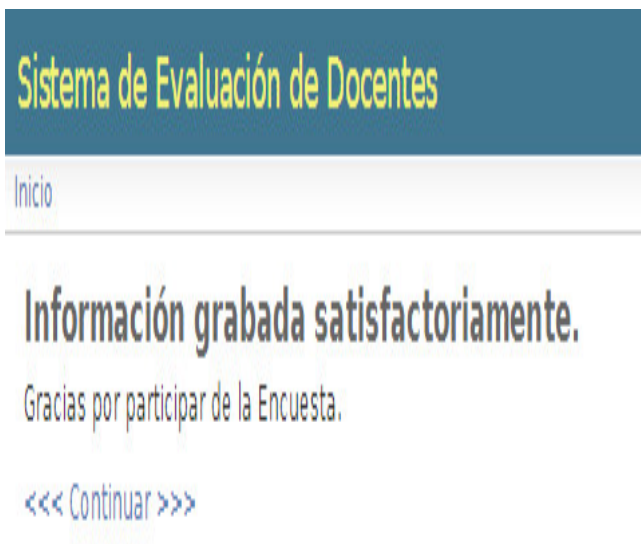 Sistema de Evaluación de Docentes
Inicio
Información grabada satisfactoriamente.
Gracias por participar de la Encuesta.
<<< Continuar >>>